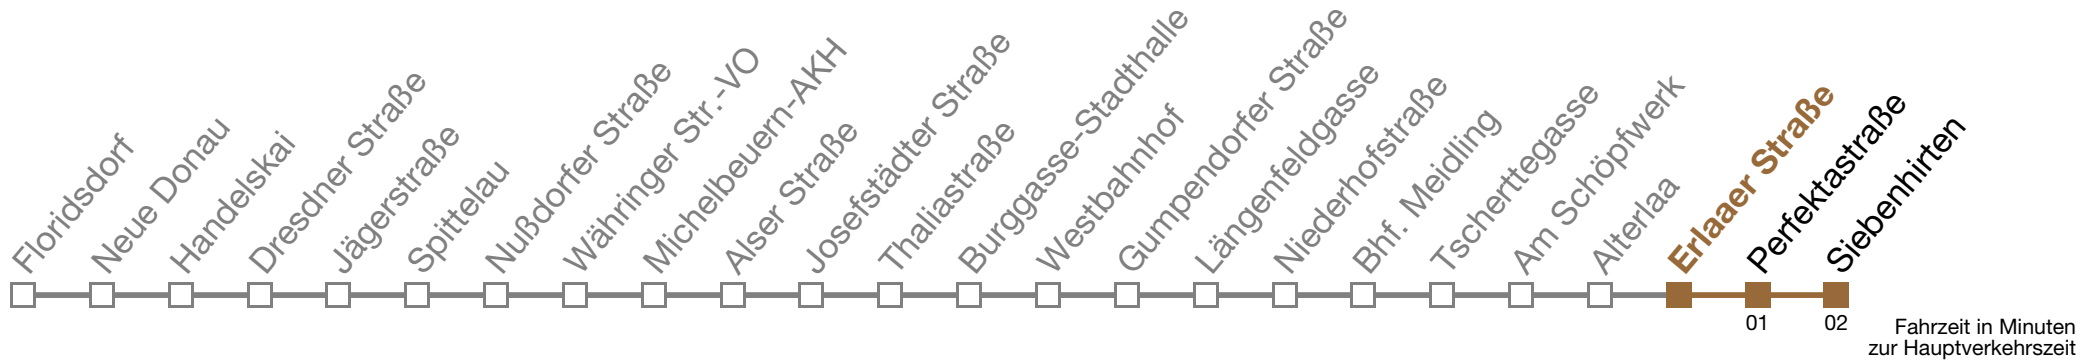 Floridsdorf
Neue Donau
Handelskai
Dresdner Straße
Jägerstraße
Spittelau
Nußdorfer Straße
Währinger Str.-VO
Michelbeuern-AKH
Alser Straße
Josefstädter Straße
Thaliastraße
Burggasse-Stadthalle
Westbahnhof
Gumpendorfer Straße
Längenfeldgasse
Niederhofstraße
Bhf. Meidling
Tscherttegasse
Am Schöpfwerk
Alterlaa
Erlaaer Straße
Perfektastraße
Siebenhirten
01
02
Fahrzeit in Minuten
zur Hauptverkehrszeit